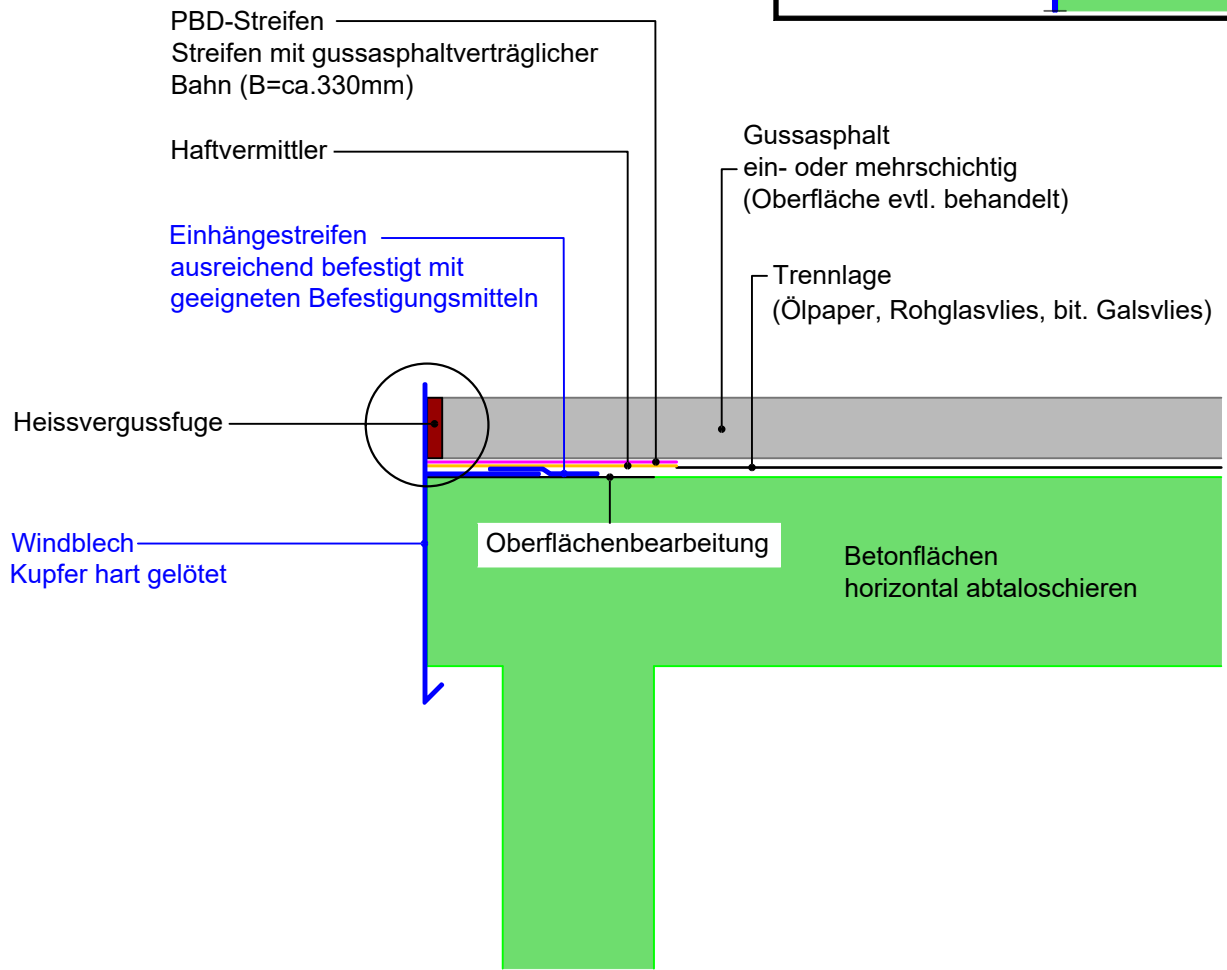 PBD-Streifen
Streifen mit gussasphaltverträglicher
Bahn (B=ca.330mm)
Haftvermittler
Gussasphalt
ein- oder mehrschichtig
(Oberfläche evtl. behandelt)
Einhängestreifen
ausreichend befestigt mit
geeigneten Befestigungsmitteln
Trennlage
(Ölpaper, Rohglasvlies, bit. Galsvlies)
Heissvergussfuge
Windblech
Kupfer hart gelötet
Oberflächenbearbeitung
Betonflächen
horizontal abtaloschieren